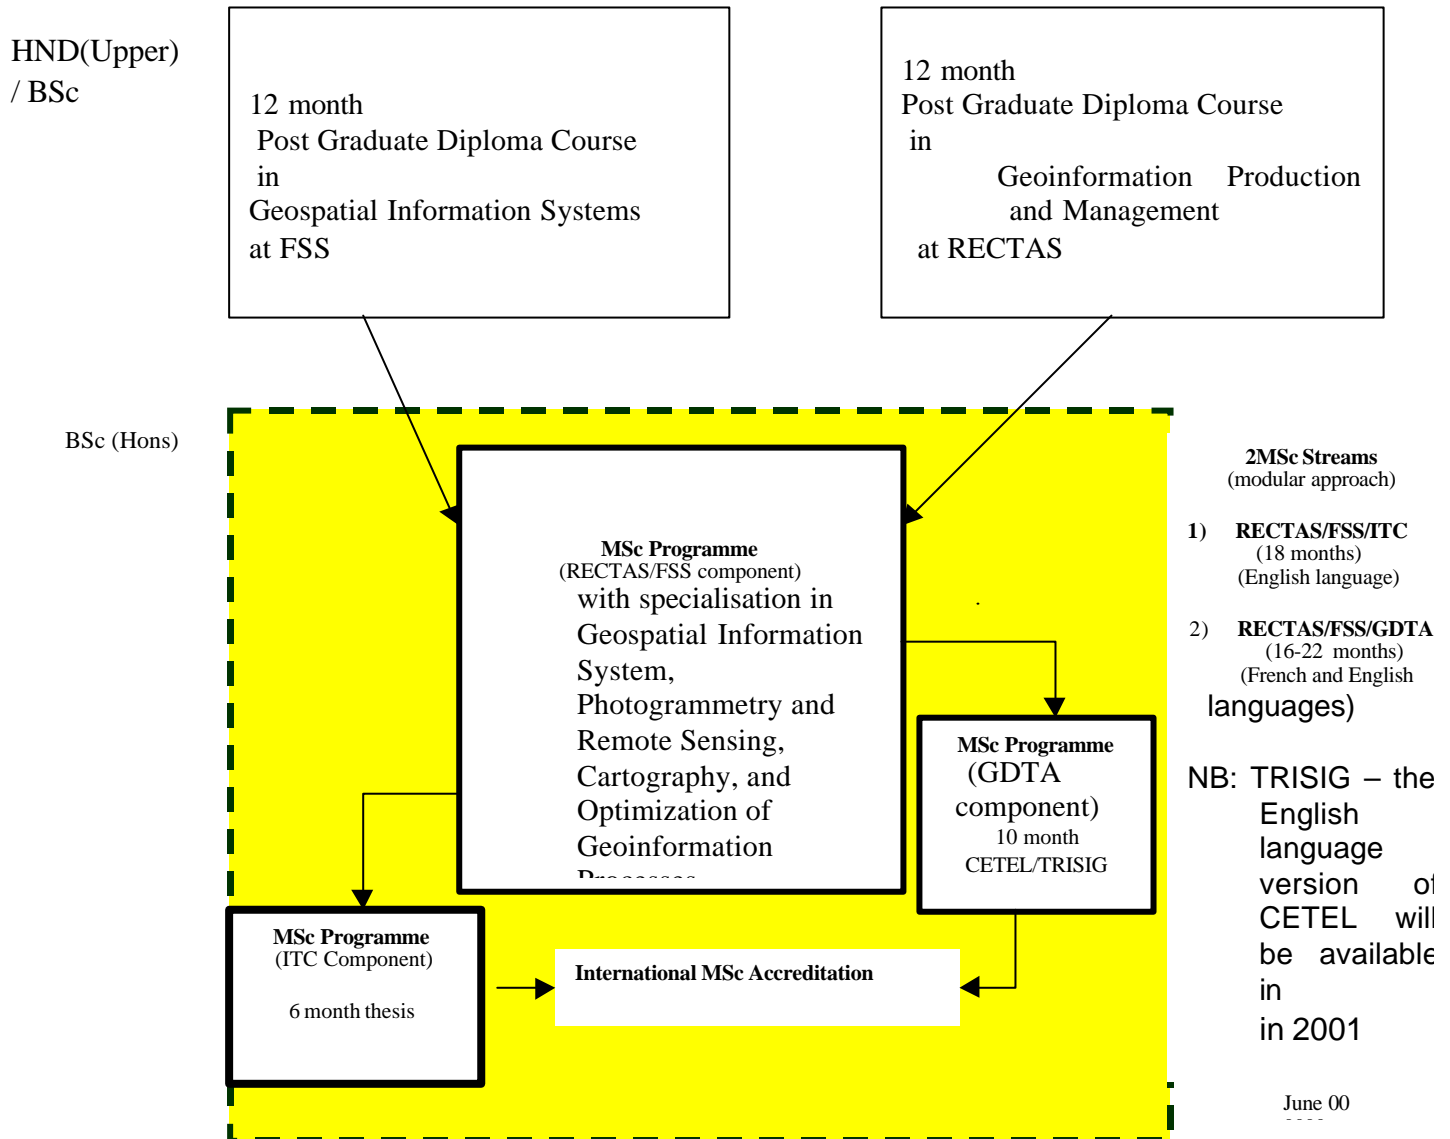 HND(Upper)
/ BSc
12 month
Post Graduate Diploma Course
in
Geospatial Information Systems
at FSS
12 month
Post Graduate Diploma Course
in
Geoinformation Production
and Management
at RECTAS
BSc (Hons)
MSc Programme
(RECTAS/FSS component)
with specialisation in
Geospatial Information
System,
Photogrammetry and
Remote Sensing,
Cartography, and
Optimization of
Geoinformation
MSc Programme
(GDTA
component)
10 month
CETEL/TRISIG
MSc Programme
(ITC Component)
6 month thesis
International MSc Accreditation
2MSc Streams
(modular approach)
1) RECTAS/FSS/ITC
(18 months)
(English language)
2) RECTAS/FSS/GDTA
(16-22 months)
(French and English
languages)
NB: TRISIG – the
English
language
version of
CETEL will
be available
in
in 2001
June 00